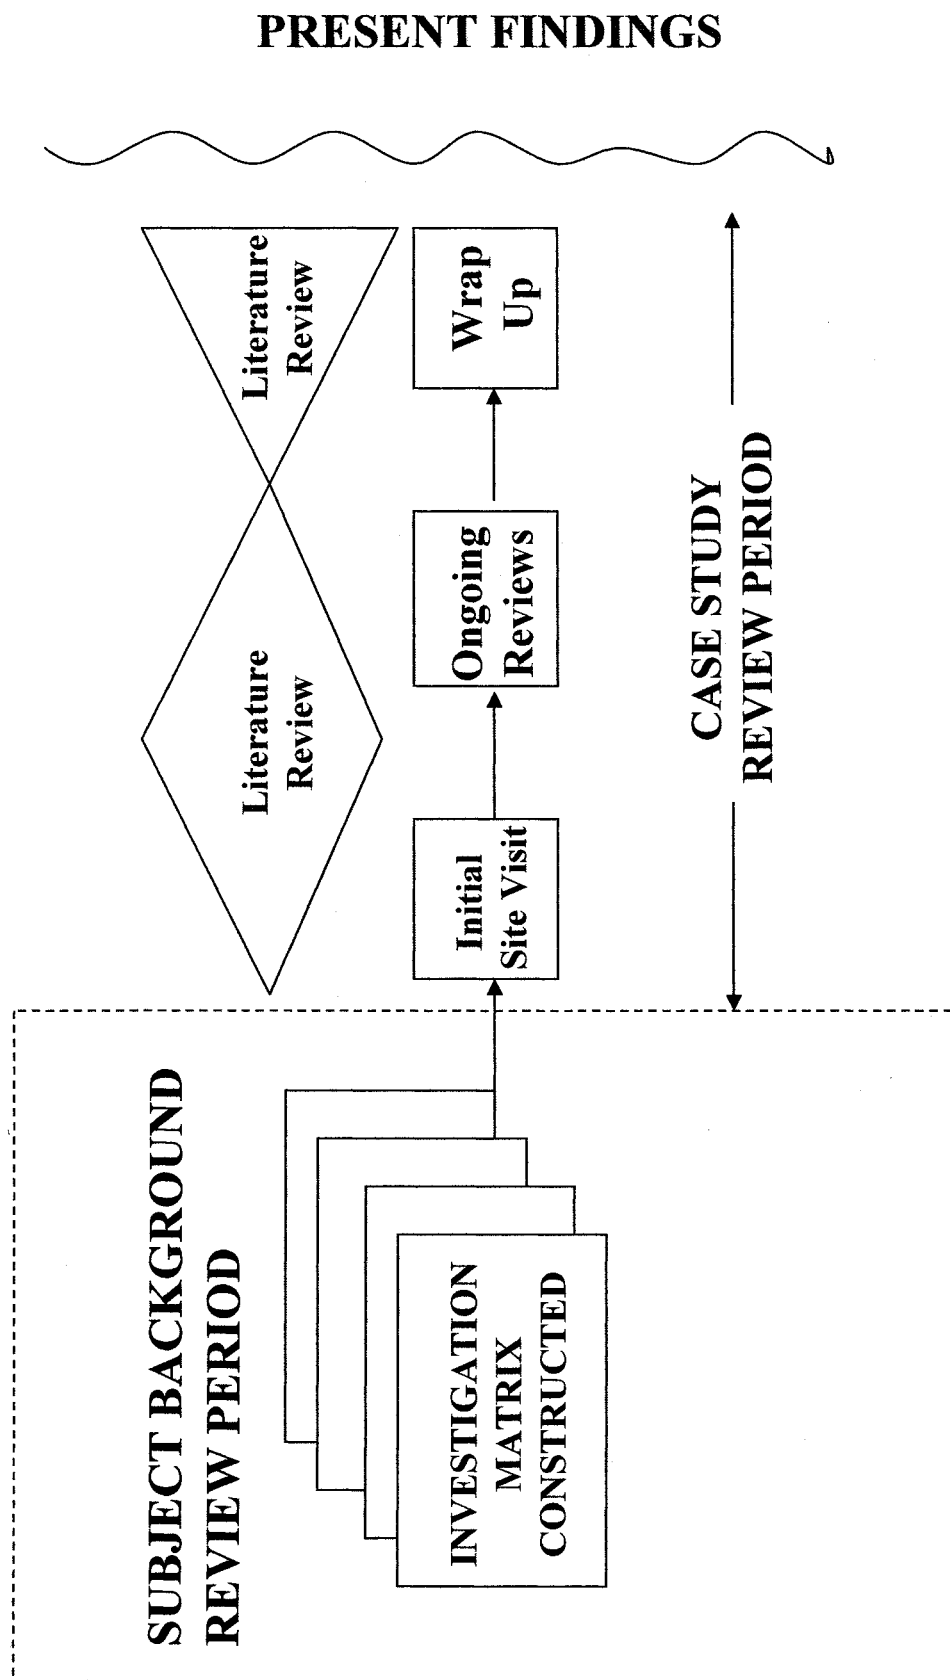 PRESENT FINDINGS
SUBJECT BACKGROUND
REVIEW PERIOD
INVESTIGATION
MATRIX
CONSTRUCTED
Initial
Site Visit
Ongoing
Reviews
Wrap
Up
Literature
Review
Literature
Review
CASE STUDY
REVIEW PERIOD